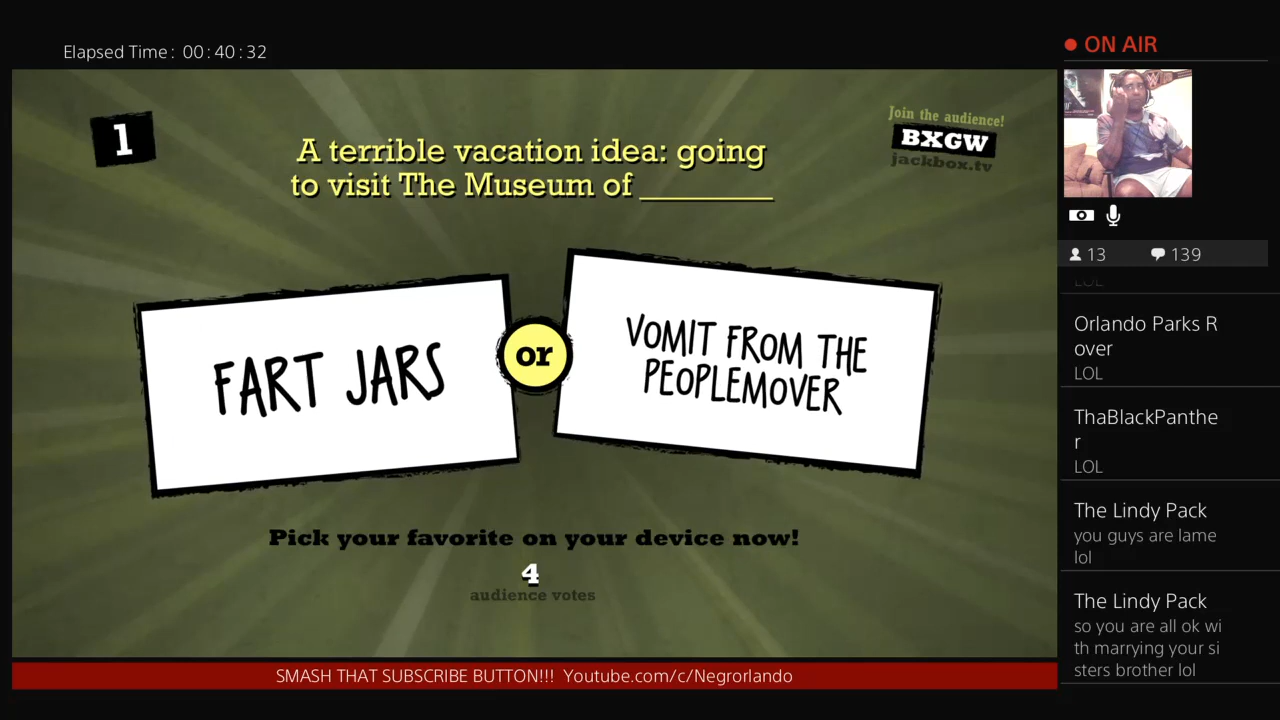 Elapsed Time: 00:40:32
ON AIR
1
A terrible vacation idea: going
to visit The Museum of ________
Join the audience!
BXGW
jackbox.tv
FART JARS
or
VOMIT FROM THE
PEOPLEMOVER
Pick your favorite on your device now!
4
audience votes
SMASH THAT SUBSCRIBE BUTTON!!! Youtube.com/c/Negrorlando
13
139
LOL
Orlando Parks R
over
LOL
ThaBlackPanthe
r
LOL
The Lindy Pack
you guys are lame
lol
The Lindy Pack
so you are all ok wi
th marrying your si
sters brother lol